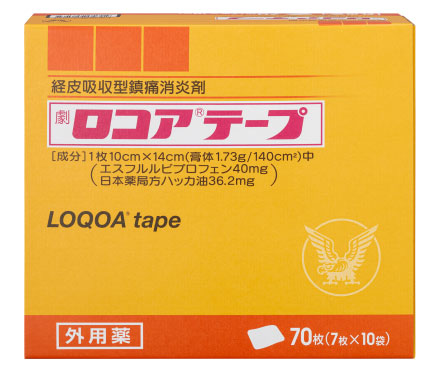 経皮吸収型鎮痛消炎剤
劇 ロコア®テープ
[成分]1枚10cm×14cm(膏体1.73g/140cm²)中
(エスフルルビプロフェン40mg
日本薬局方ハッカ油36.2mg)
LOQOA® tape
外用薬
70枚(7枚×10袋)